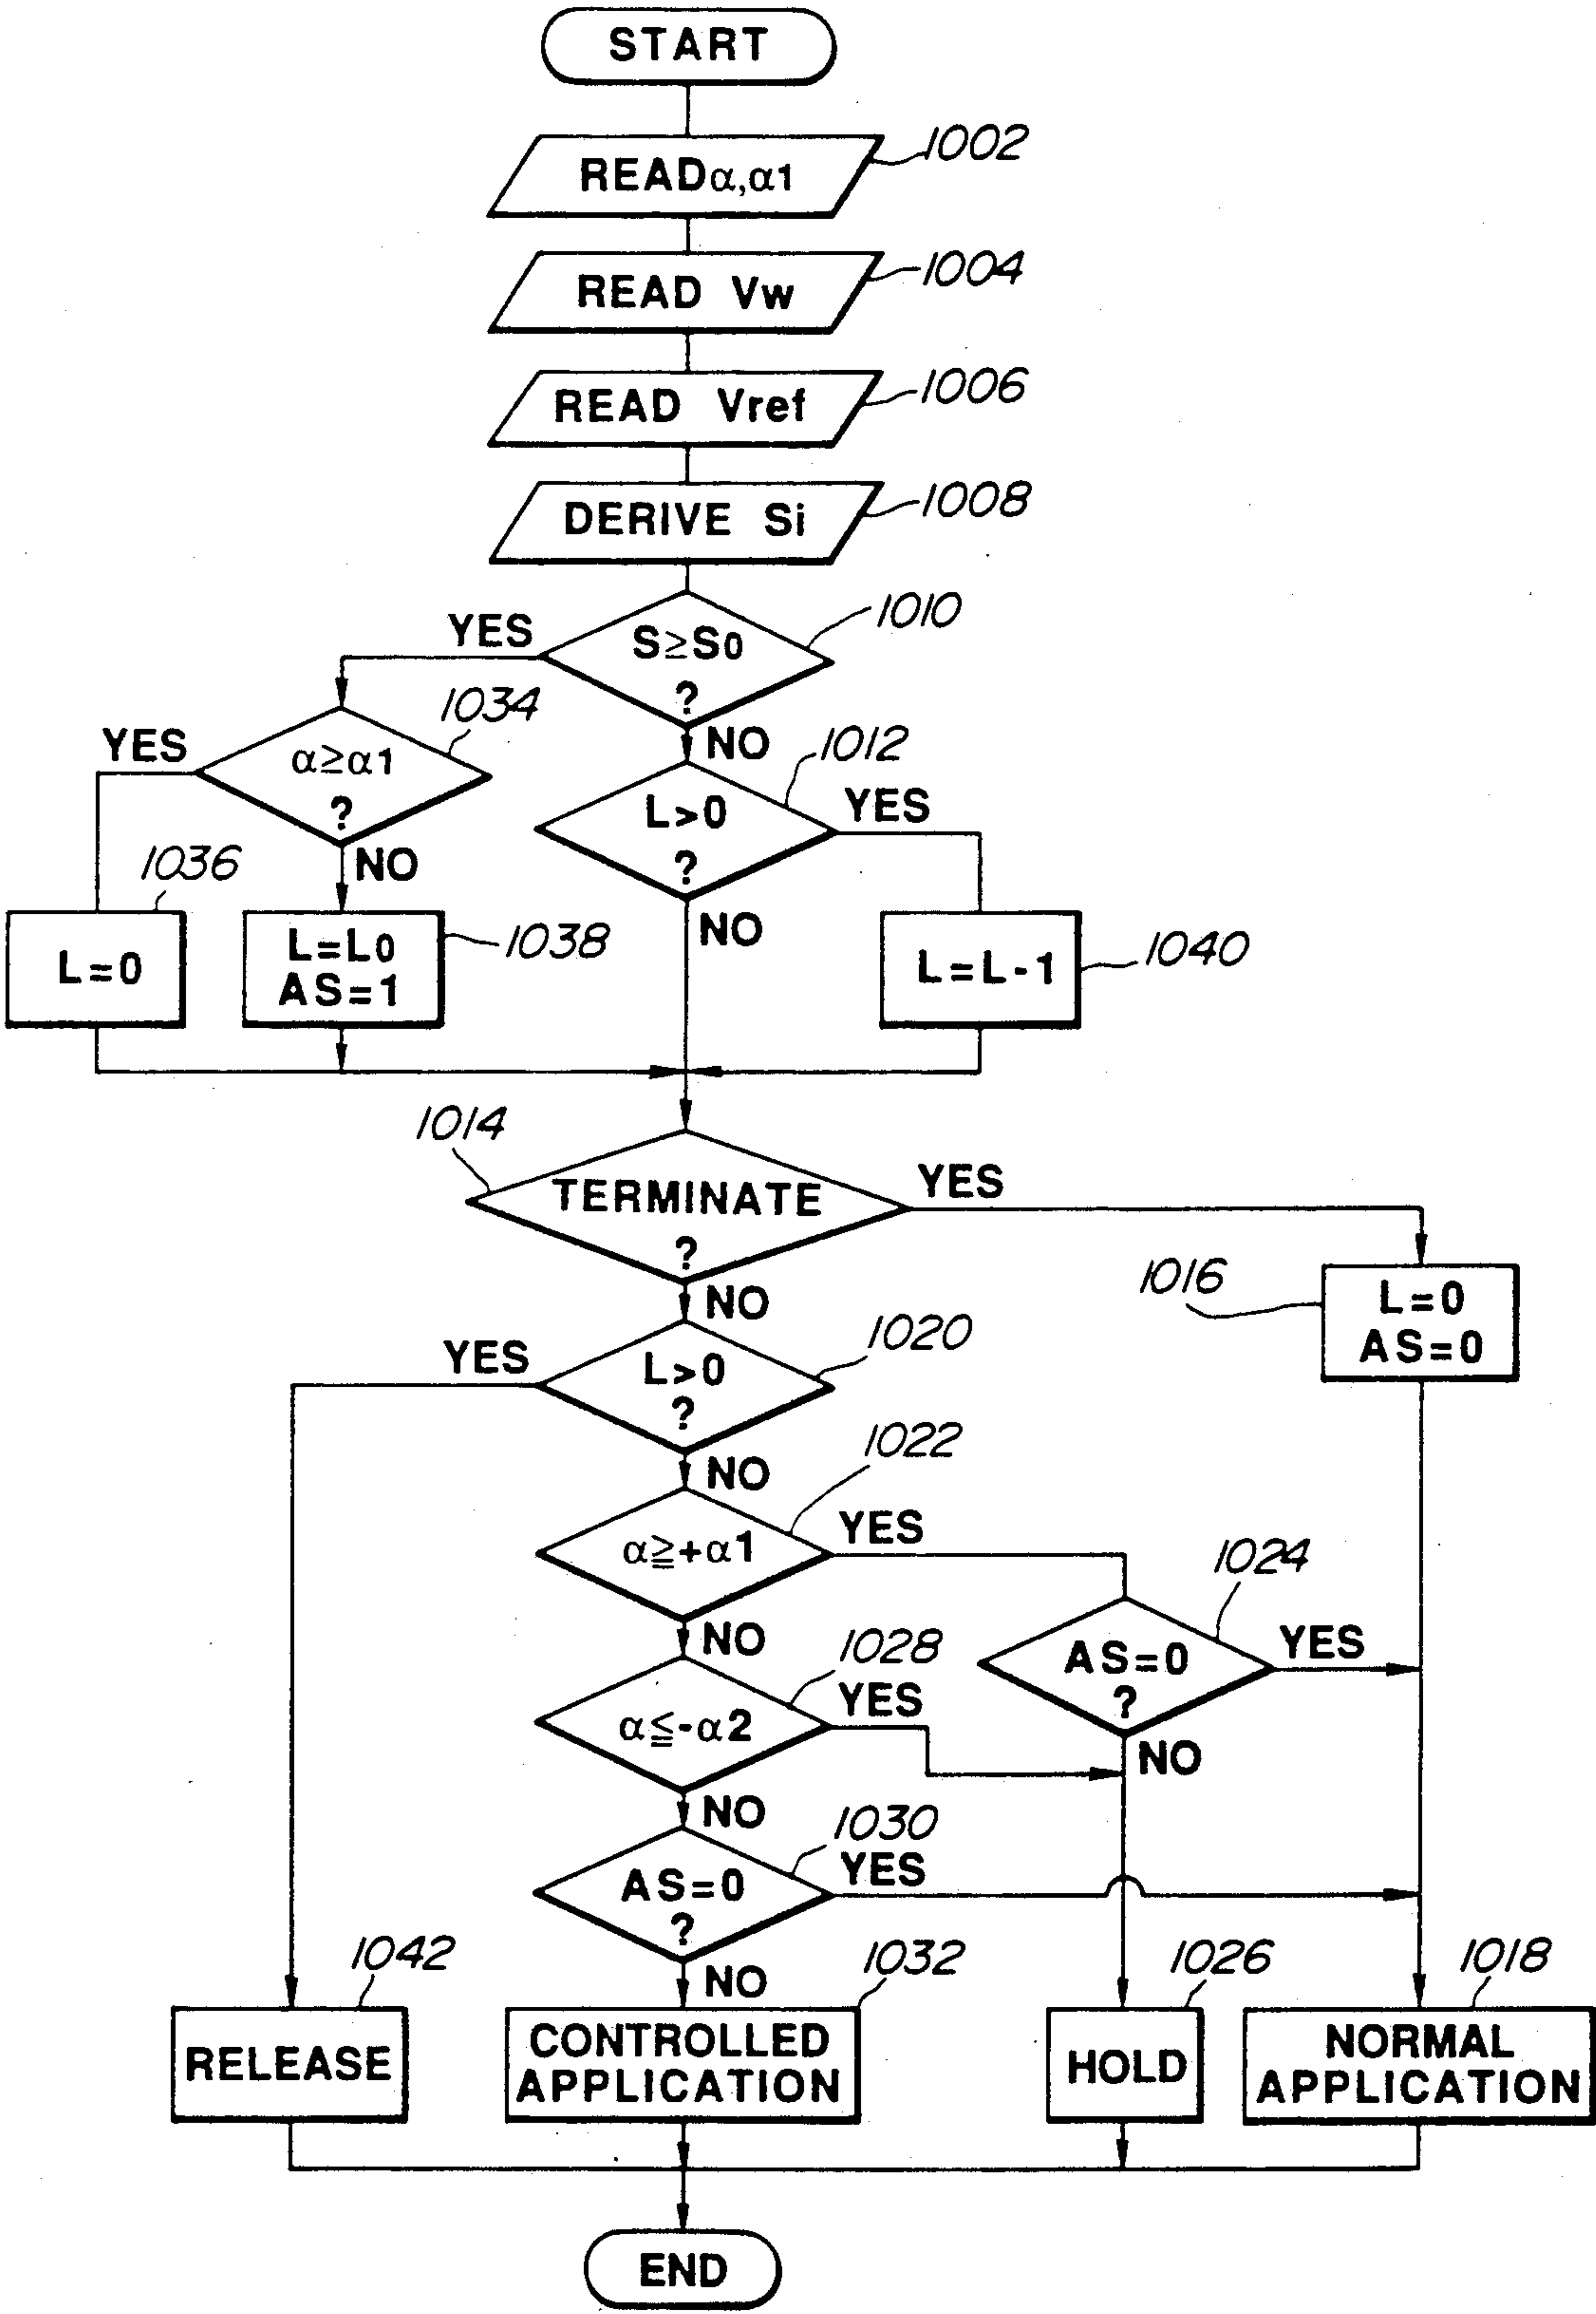 START
READα,α1
1002
READ Vw
1004
READ Vref
1006
DERIVE Si
1008
S≥S0
?
1010
YES
NO
α≥α1
?
1034
YES
NO
L>0
?
1012
YES
NO
1036
L=0
L=L0
AS=1
1038
L=L-1
1040
1014
TERMINATE
?
YES
NO
1016
L=0
AS=0
L>0
?
1020
YES
NO
1022
α≧+α1
YES
NO
1024
AS=0
?
YES
NO
1028
α≦-α2
YES
NO
1030
AS=0
?
YES
NO
1042
RELEASE
1032
CONTROLLED
APPLICATION
1026
HOLD
1018
NORMAL
APPLICATION
END